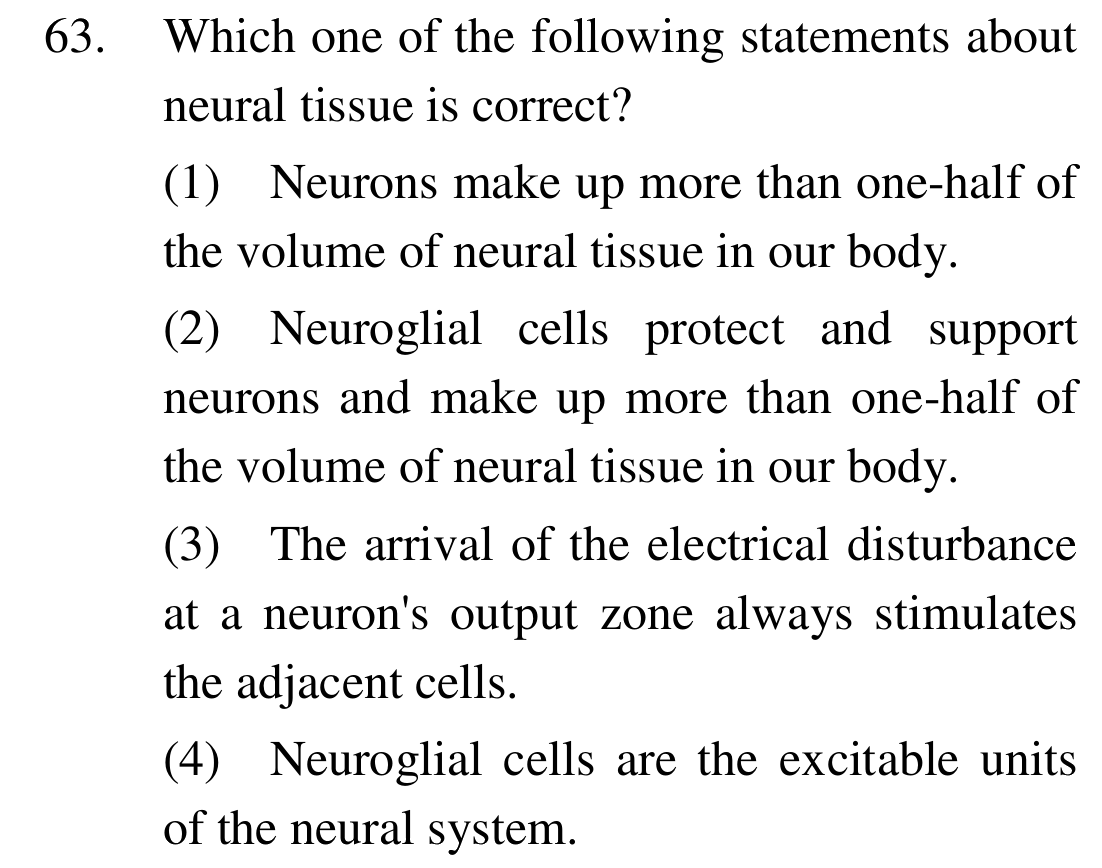 63. Which one of the following statements about
neural tissue is correct?
(1) Neurons make up more than one-half of
the volume of neural tissue in our body.
(2) Neuroglial cells protect and support
neurons and make up more than one-half of
the volume of neural tissue in our body.
(3) The arrival of the electrical disturbance
at a neuron's output zone always stimulates
the adjacent cells.
(4) Neuroglial cells are the excitable units
of the neural system.